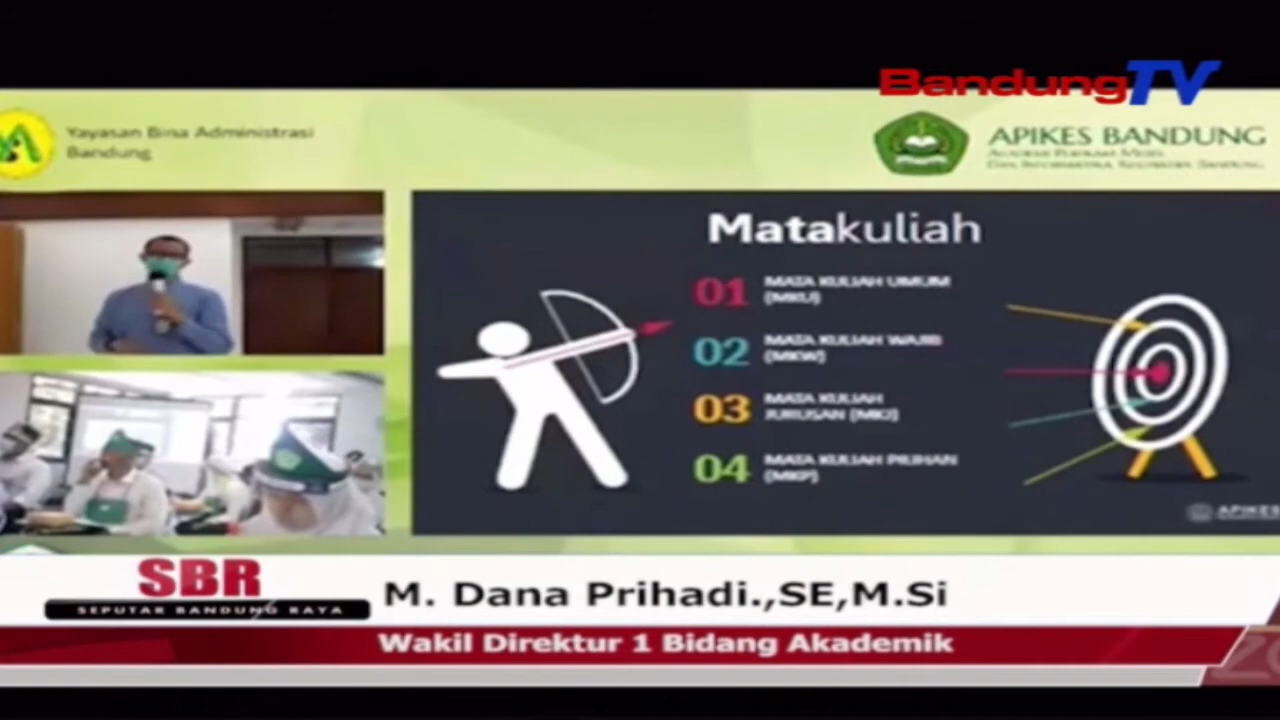 BandungTV
Yayasan Bina Administrasi
Bandung
APIKES BANDUNG
Matakuliah
01 MATA KULIAH UMUM
(MKU)
02 MATA KULIAH WAJIB
(MKW)
03 MATA KULIAH
JURUSAN (MKJ)
04 MATA KULIAH PILIHAN
(MKP)
APIKES
SBR
SEPUTAR BANDUNG RAYA
M. Dana Prihadi.,SE,M.Si
Wakil Direktur 1 Bidang Akademik